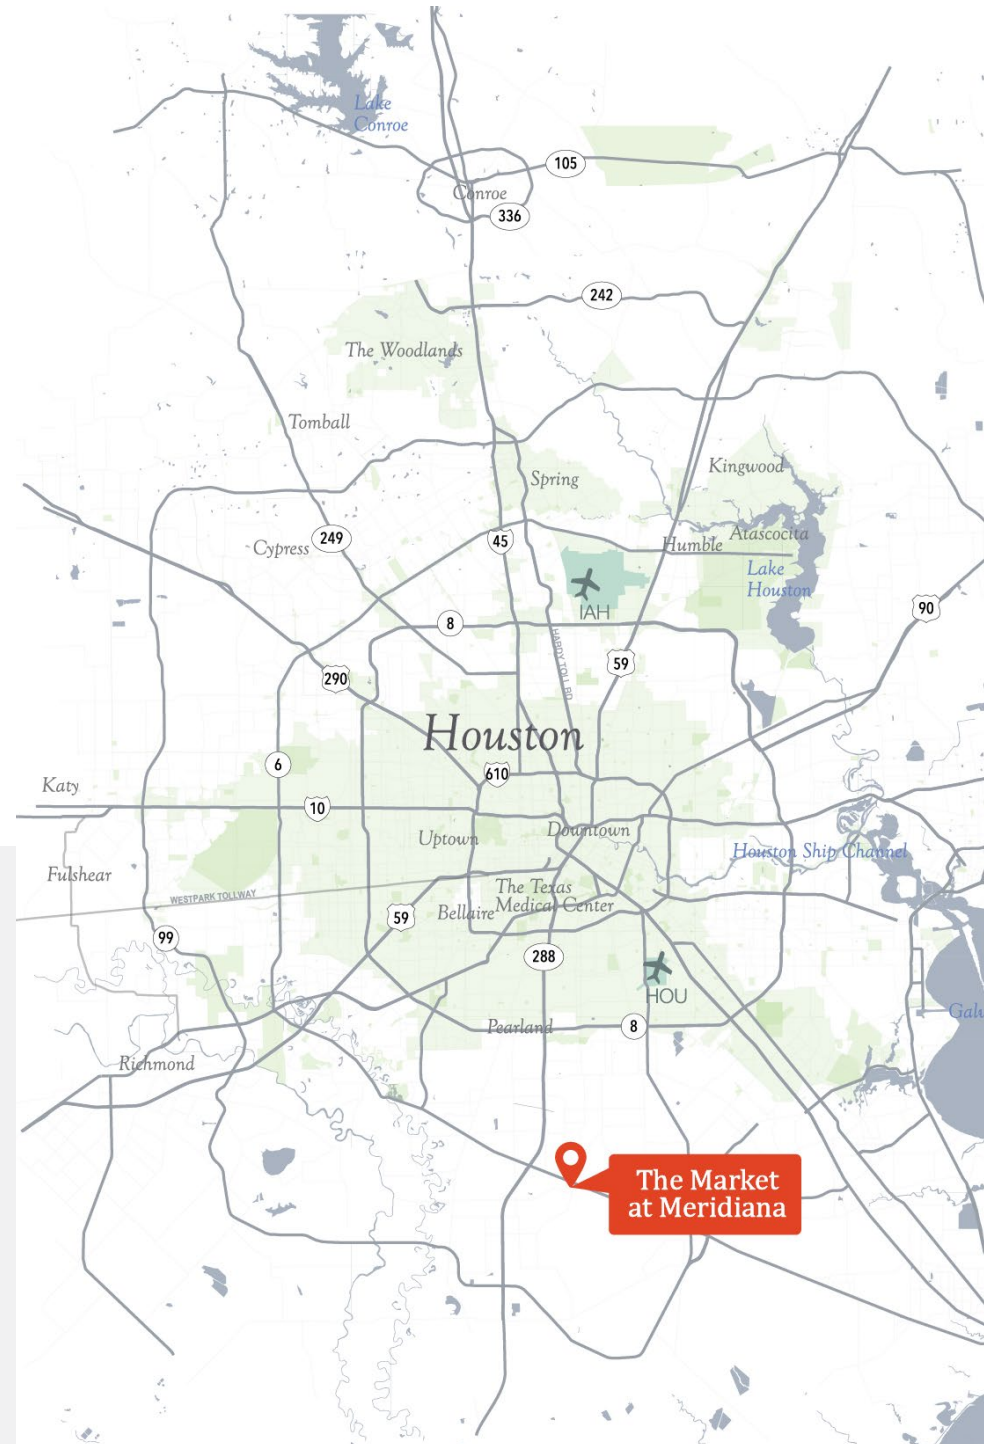 Lake
Conroe
105
Conroe
336
242
The Woodlands
Tomball
Kingwood
Spring
249
45
Cypress
Atascocita
Humble
Lake
Houston
IAH
90
8
HARDY TOLL RD
59
290
Houston
6
610
Katy
10
Uptown
Downtown
Houston Ship Channel
Fulshear
WESTPARK TOLLWAY
The Texas
Medical Center
Bellaire
59
99
288
HOU
Galv
Pearland
8
Richmond
The Market
at Meridiana